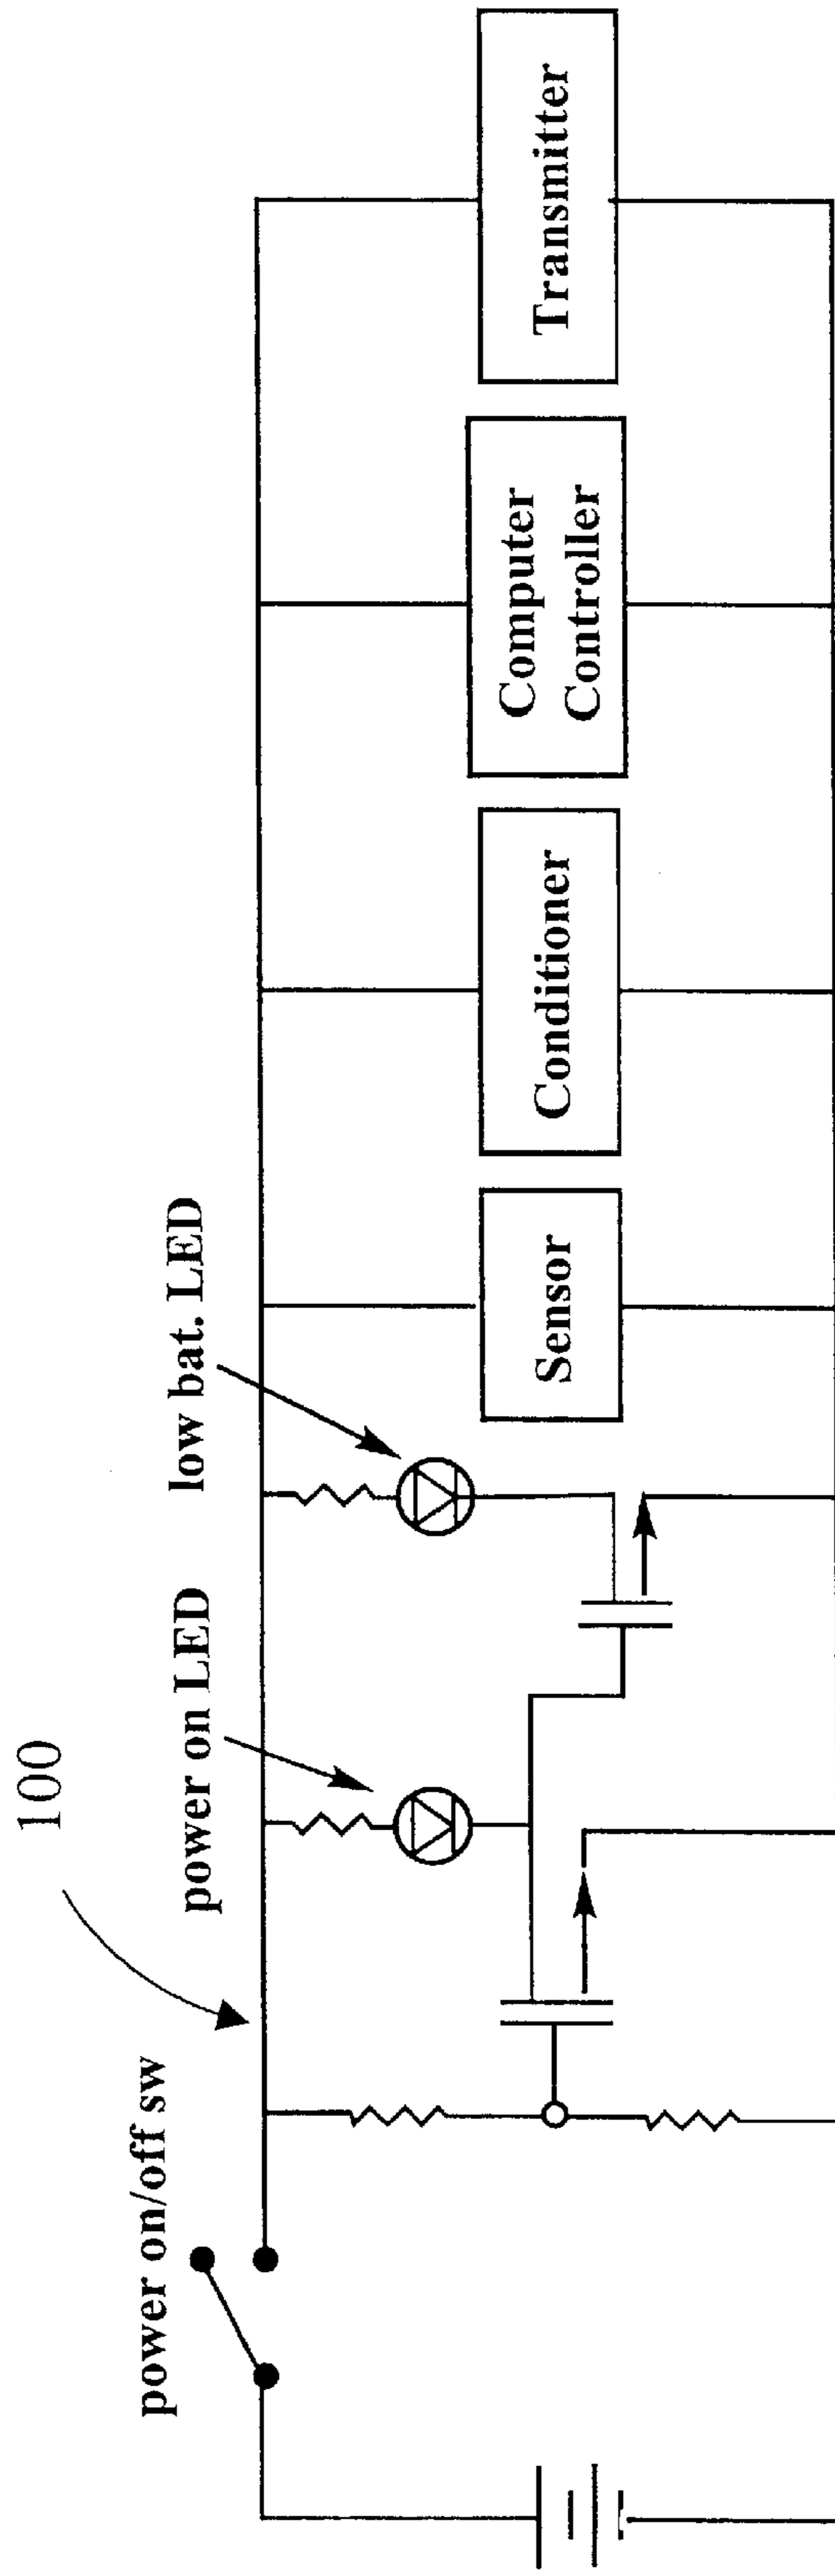 100
power on/off sw
power on LED
low bat. LED
Sensor
Conditioner
Computer
Controller
Transmitter